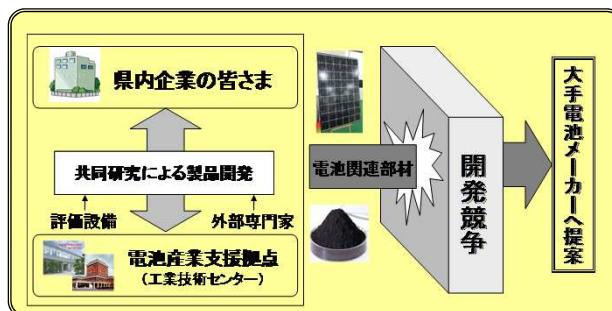 県内企業の皆さま
共同研究による製品開発
評価設備
外部専門家
電池産業支援拠点
(工業技術センター)
電池関連部材
開発競争
大手電池メーカーへ提案